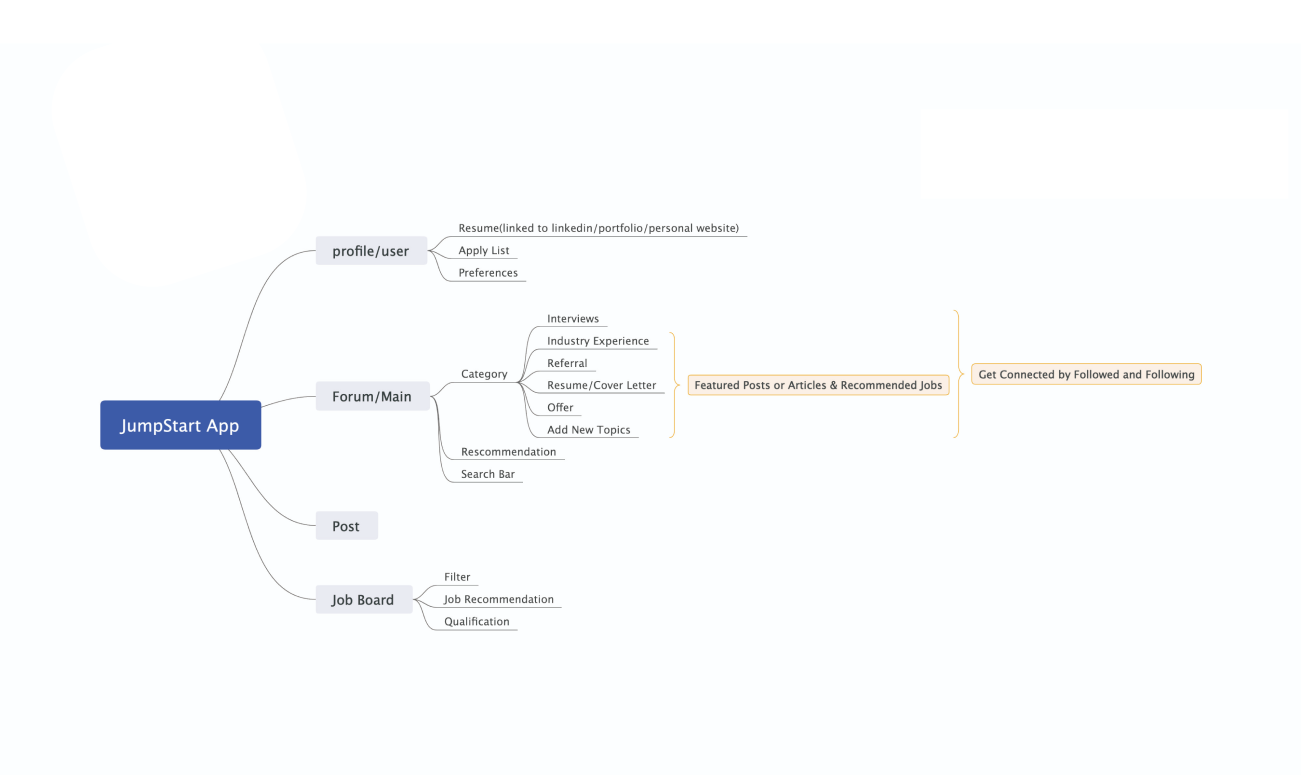 JumpStart App
profile/user
Resume(linked to linkedin/portfolio/personal website)
Apply List
Preferences
Forum/Main
Category
Interviews
Industry Experience
Referral
Resume/Cover Letter
Offer
Add New Topics
Featured Posts or Articles & Recommended Jobs
Get Connected by Followed and Following
Rescommendation
Search Bar
Post
Job Board
Filter
Job Recommendation
Qualification